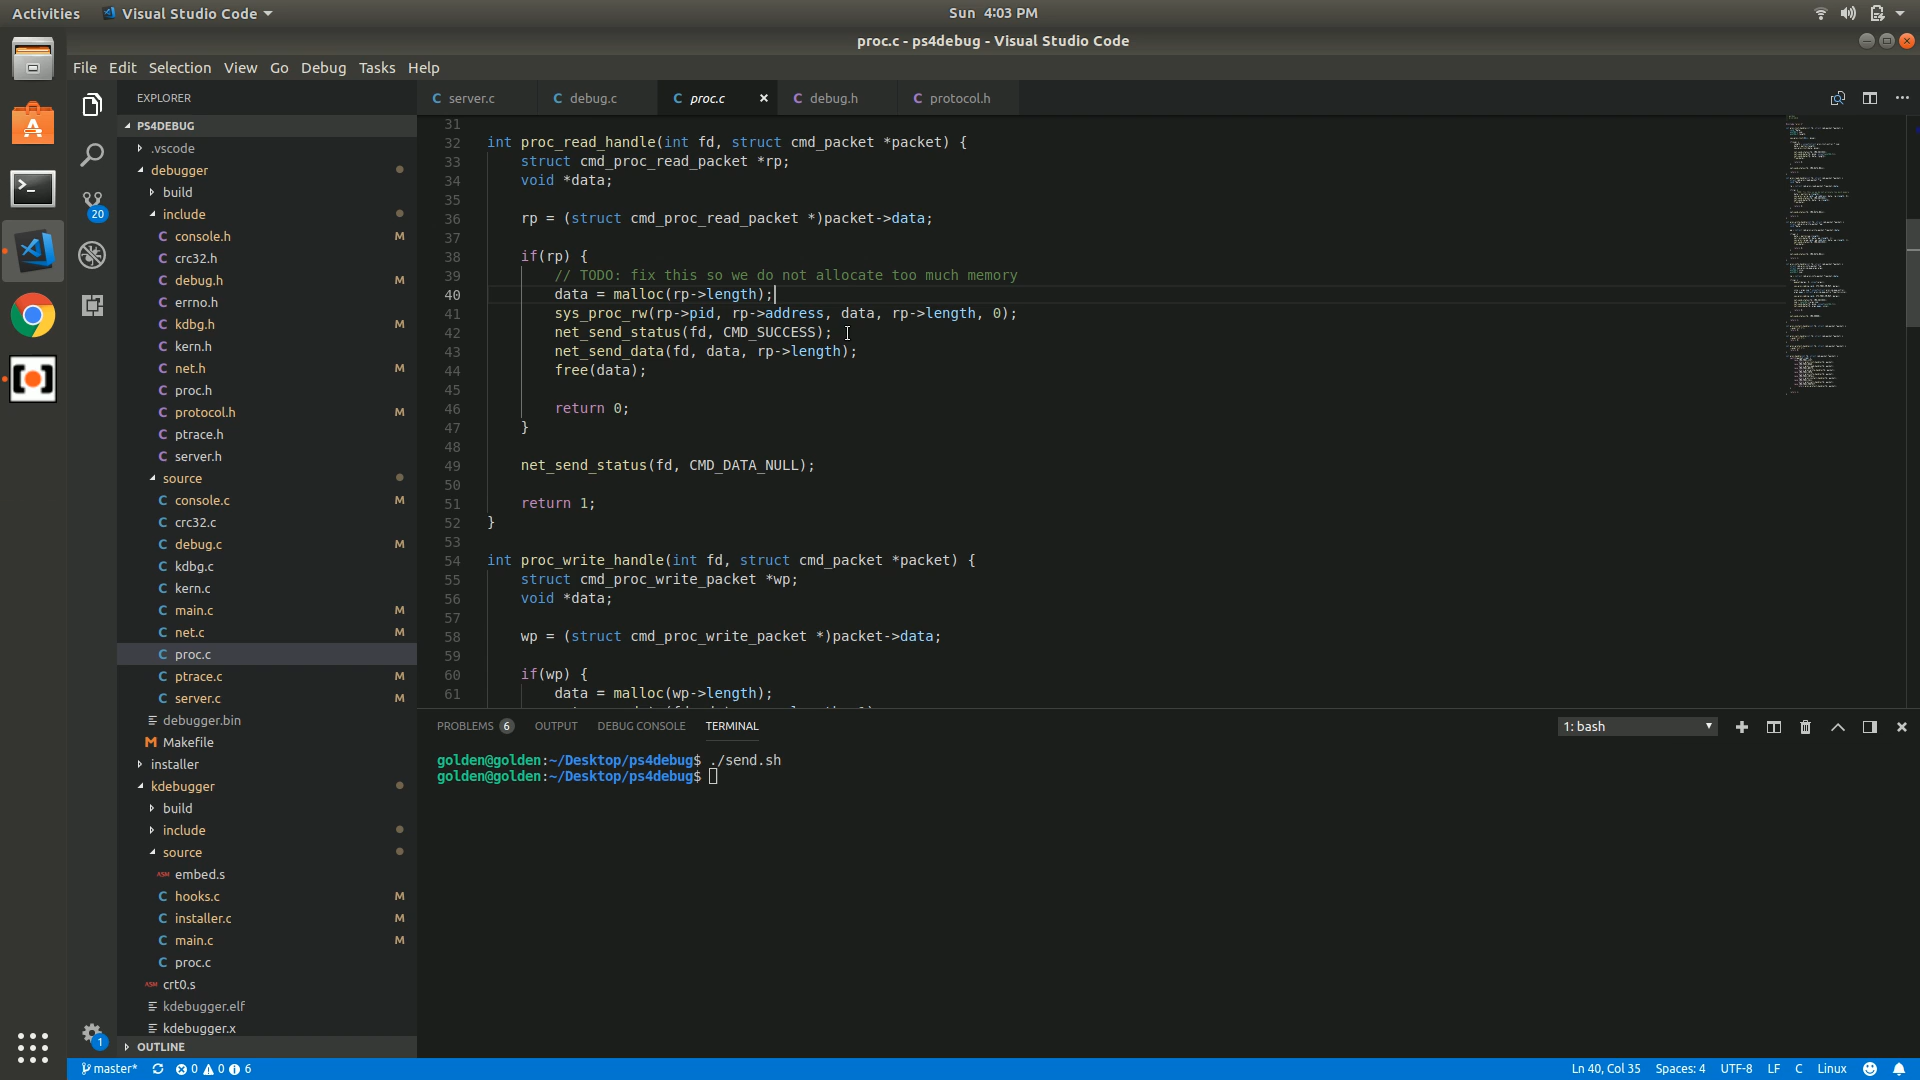 Activities
Visual Studio Code
Sun 4:03 PM
proc.c - ps4debug - Visual Studio Code
File Edit Selection View Go Debug Tasks Help
EXPLORER
PS4DEBUG
.vscode
debugger
build
include
console.h M
crc32.h
debug.h M
errno.h
kdbg.h M
kern.h
net.h M
proc.h
protocol.h M
ptrace.h
server.h
source
console.c M
crc32.c
debug.c M
kdbg.c
kern.c
main.c M
net.c M
proc.c
ptrace.c M
server.c M
debugger.bin
Makefile
installer
kdebugger
build
include
source
embed.s
hooks.c M
installer.c M
main.c M
proc.c
crt0.s
kdebugger.elf
kdebugger.x
OUTLINE
20
1
server.c debug.c proc.c debug.h protocol.h
31
32 int proc_read_handle(int fd, struct cmd_packet *packet) {
33 struct cmd_proc_read_packet *rp;
34 void *data;
35
36 rp = (struct cmd_proc_read_packet *)packet->data;
37
38 if(rp) {
39 // TODO: fix this so we do not allocate too much memory
40 data = malloc(rp->length);
41 sys_proc_rw(rp->pid, rp->address, data, rp->length, 0);
42 net_send_status(fd, CMD_SUCCESS);
43 net_send_data(fd, data, rp->length);
44 free(data);
45
46 return 0;
47 }
48
49 net_send_status(fd, CMD_DATA_NULL);
50
51 return 1;
52 }
53
54 int proc_write_handle(int fd, struct cmd_packet *packet) {
55 struct cmd_proc_write_packet *wp;
56 void *data;
57
58 wp = (struct cmd_proc_write_packet *)packet->data;
59
60 if(wp) {
61 data = malloc(wp->length);
PROBLEMS 6 OUTPUT DEBUG CONSOLE TERMINAL
1: bash
golden@golden:~/Desktop/ps4debug$ ./send.sh
golden@golden:~/Desktop/ps4debug$
master* 0 0 6
Ln 40, Col 35 Spaces: 4 UTF-8 LF C Linux